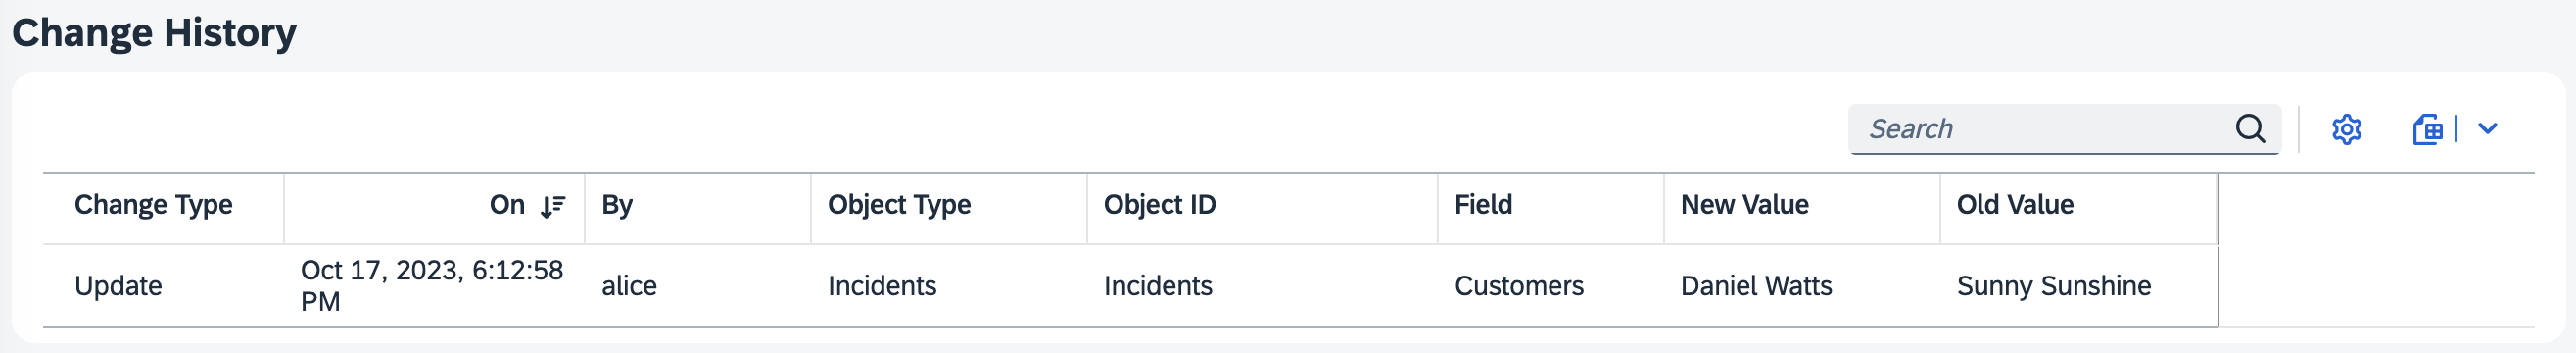 Change History
Search
Change Type On By Object Type Object ID Field New Value Old Value
Update Oct 17, 2023, 6:12:58 PM alice Incidents Incidents Customers Daniel Watts Sunny Sunshine